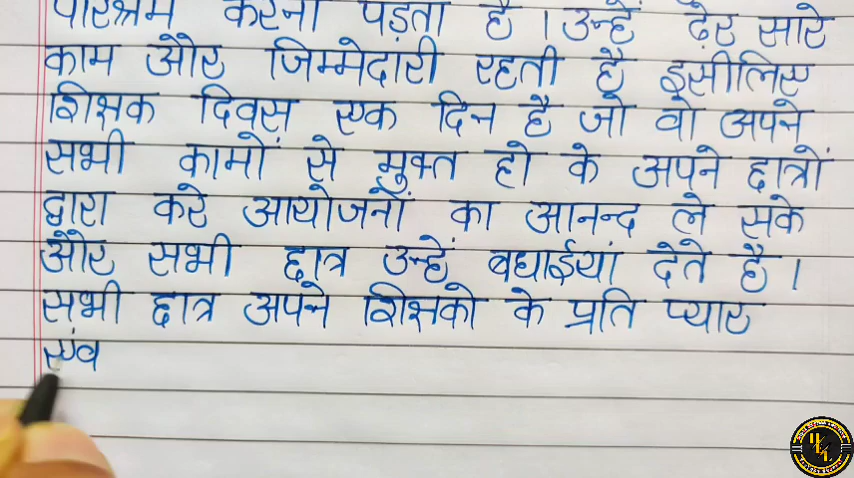 परिश्रम करना पड़ता है । उन्हें ढ़ेर सारे
काम और जिम्मेदारी रहती है इसीलिए
शिक्षक दिवस एक दिन है जो वो अपने
सभी कामों से मुक्त हो के अपने छात्रों
द्वारा करे आयोजनों का आनन्द ले सके
और सभी छात्र उन्हें बधाईयां देते है ।
सभी छात्र अपने शिक्षको के प्रति प्यार
एंव